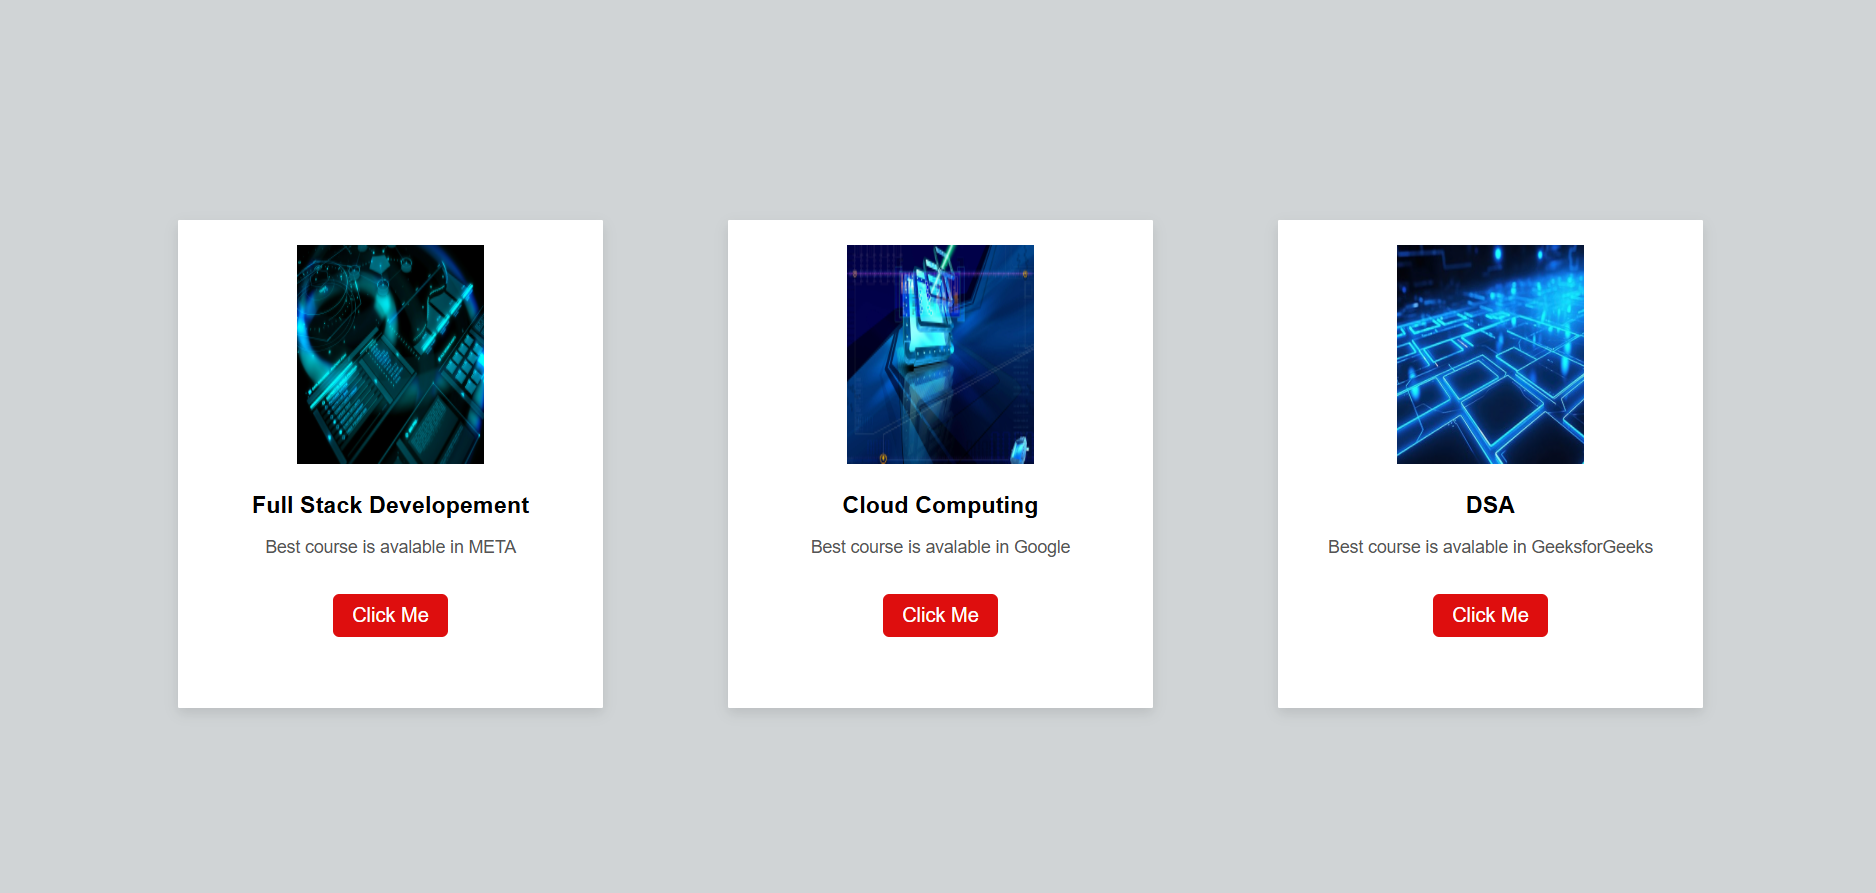 Full Stack Developement
Best course is avalable in META
Click Me
Cloud Computing
Best course is avalable in Google
Click Me
DSA
Best course is avalable in GeeksforGeeks
Click Me